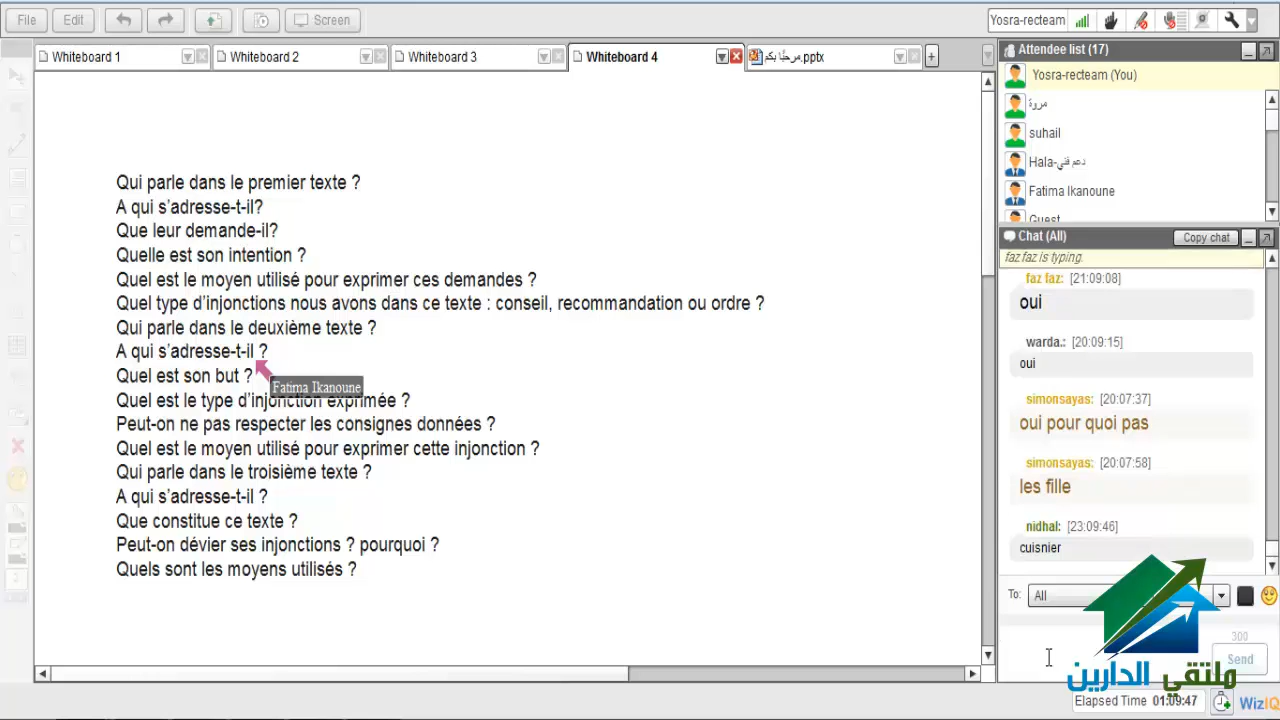 File
Edit
Screen
Yosra-recteam
Whiteboard 1
Whiteboard 2
Whiteboard 3
Whiteboard 4
مرحبًا بكم.pptx
Attendee list (17)
Yosra-recteam (You)
مروة
suhail
Hala-دعم فني
Fatima Ikanoune
Guest
Qui parle dans le premier texte ?
A qui s’adresse-t-il?
Que leur demande-il?
Quelle est son intention ?
Quel est le moyen utilisé pour exprimer ces demandes ?
Quel type d’injonctions nous avons dans ce texte : conseil, recommandation ou ordre ?
Qui parle dans le deuxième texte ?
A qui s’adresse-t-il ?
Quel est son but ?
Fatima Ikanoune
Quel est le type d’injonction exprimée ?
Peut-on ne pas respecter les consignes données ?
Quel est le moyen utilisé pour exprimer cette injonction ?
Qui parle dans le troisième texte ?
A qui s’adresse-t-il ?
Que constitue ce texte ?
Peut-on dévier ses injonctions ? pourquoi ?
Quels sont les moyens utilisés ?
Chat (All)
Copy chat
faz faz is typing.
faz faz: [21:09:08]
oui
warda.: [20:09:15]
oui
simonsayas: [20:07:37]
oui pour quoi pas
simonsayas: [20:07:58]
les fille
nidhal: [23:09:46]
cuisnier
To:
All
300
Send
ملتقي الدارين
Elapsed Time 01:09:47
WizIQ